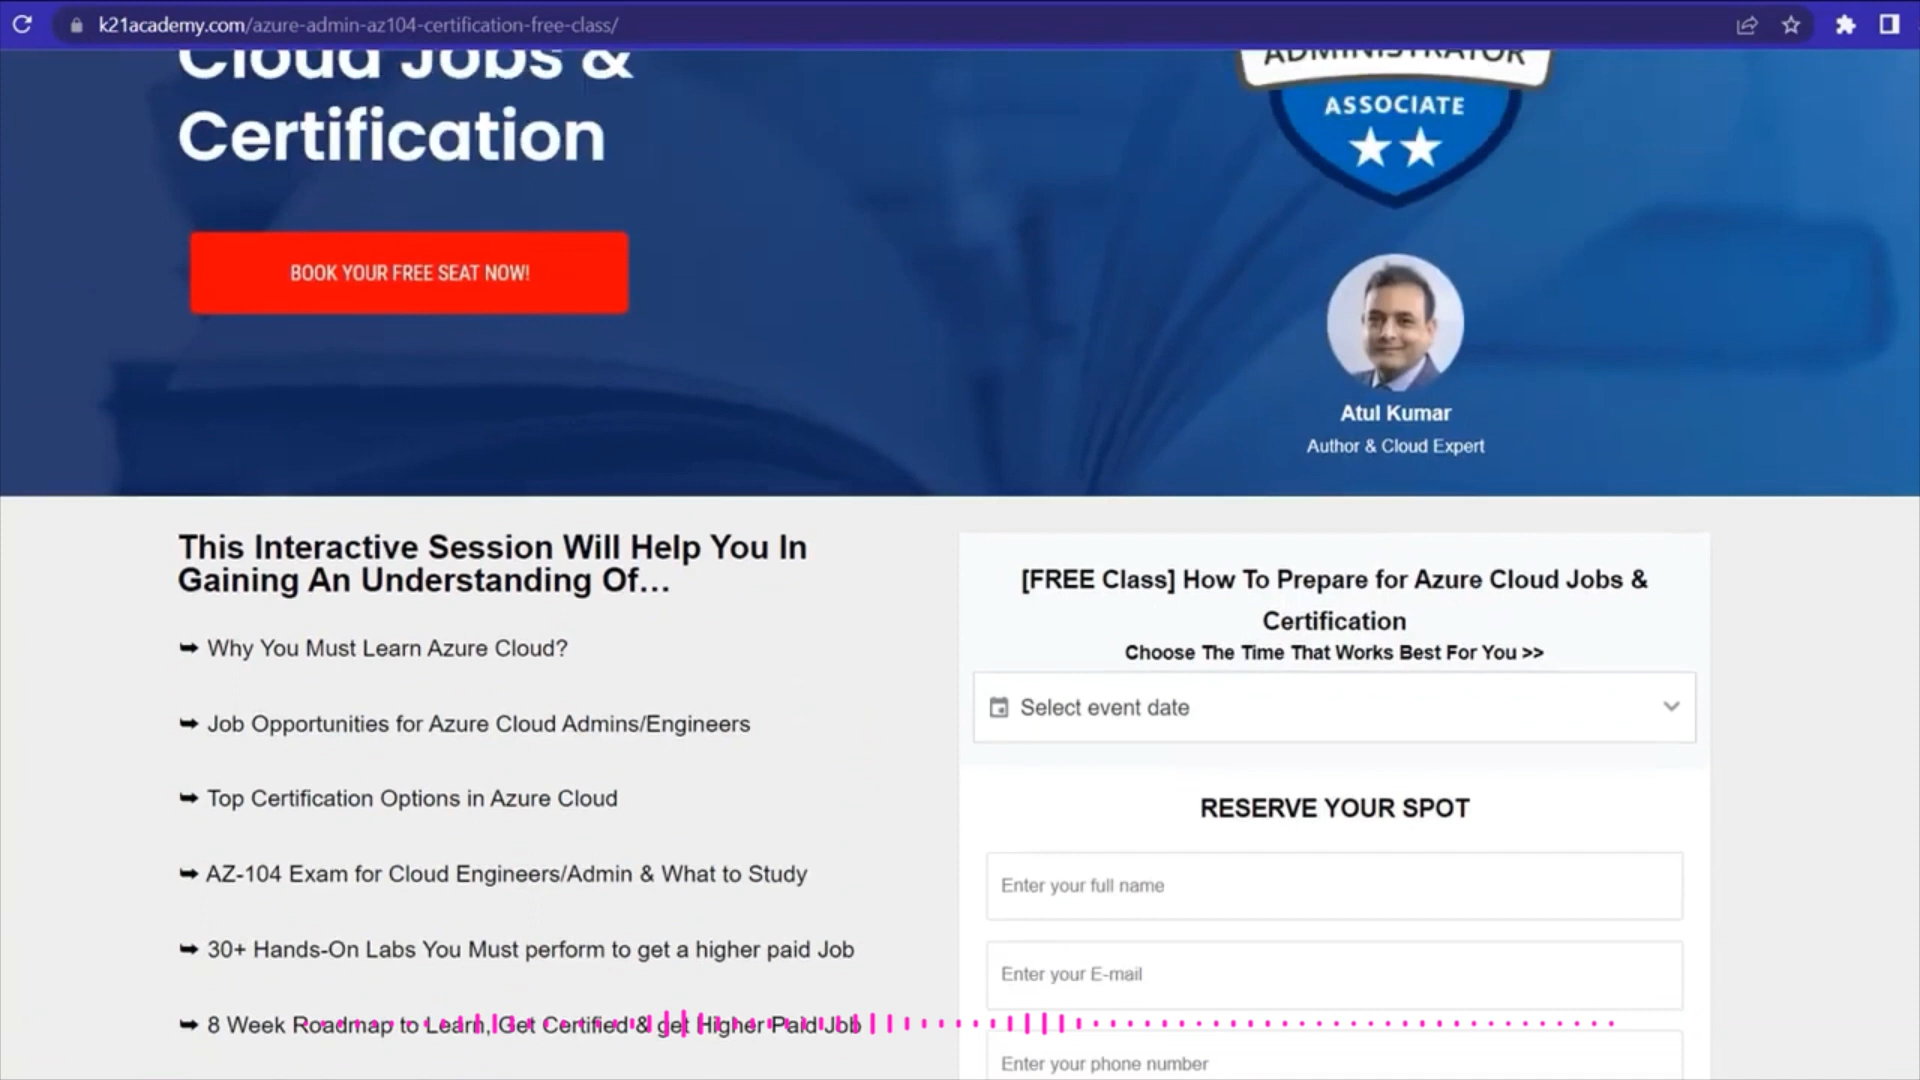 k21academy.com/azure-admin-az104-certification-free-class/
Cloud Jobs &
Certification
BOOK YOUR FREE SEAT NOW!
ADMINISTRATOR
ASSOCIATE
Atul Kumar
Author & Cloud Expert
This Interactive Session Will Help You In
Gaining An Understanding Of...
➥ Why You Must Learn Azure Cloud?
➥ Job Opportunities for Azure Cloud Admins/Engineers
➥ Top Certification Options in Azure Cloud
➥ AZ-104 Exam for Cloud Engineers/Admin & What to Study
➥ 30+ Hands-On Labs You Must perform to get a higher paid Job
➥ 8 Week Roadmap to Learn, Get Certified & get Higher Paid Job
[FREE Class] How To Prepare for Azure Cloud Jobs &
Certification
Choose The Time That Works Best For You >>
Select event date
RESERVE YOUR SPOT
Enter your full name
Enter your E-mail
Enter your phone number